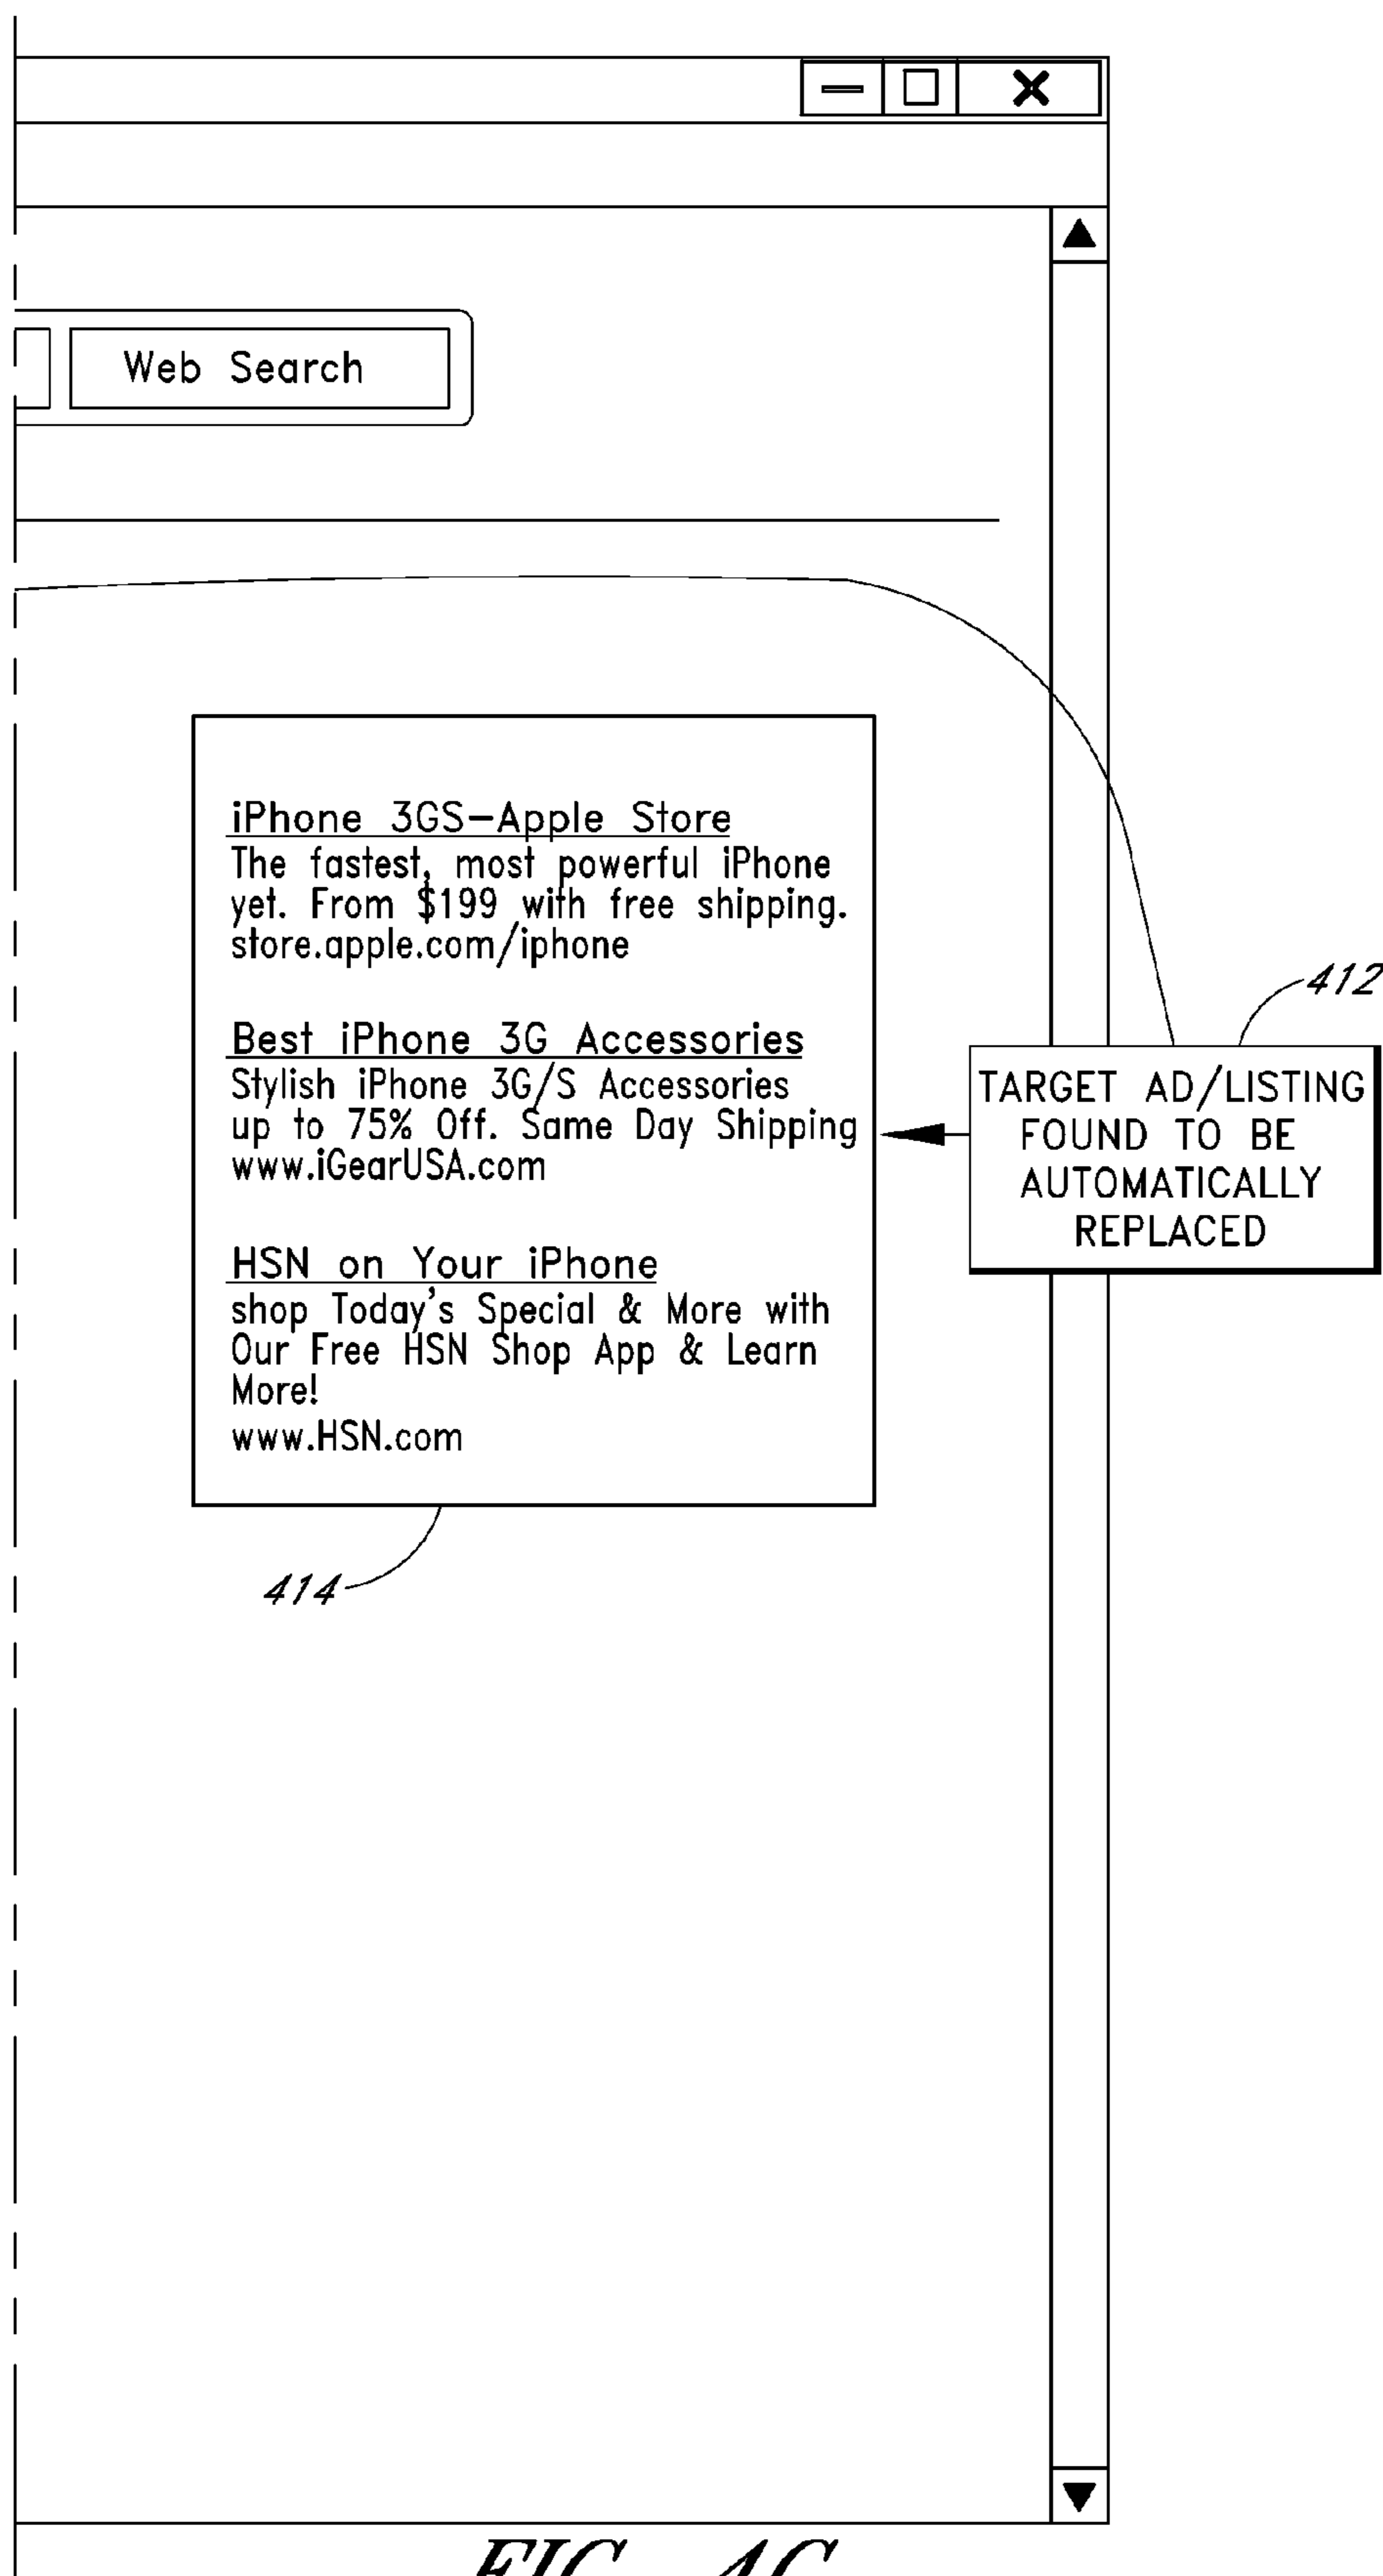 Web Search
iPhone 3GS-Apple Store
The fastest, most powerful iPhone
yet. From $199 with free shipping.
store.apple.com/iphone
412
Best iPhone 3G Accessories
Stylish iPhone 3G/S Accessories
up to 75% Off. Same Day Shipping
www.iGearUSA.com
TARGET AD/LISTING
FOUND TO BE
AUTOMATICALLY
REPLACED
HSN on Your iPhone
shop Today's Special & More with
Our Free HSN Shop App & Learn
More!
www.HSN.com
414
FIG. 4C